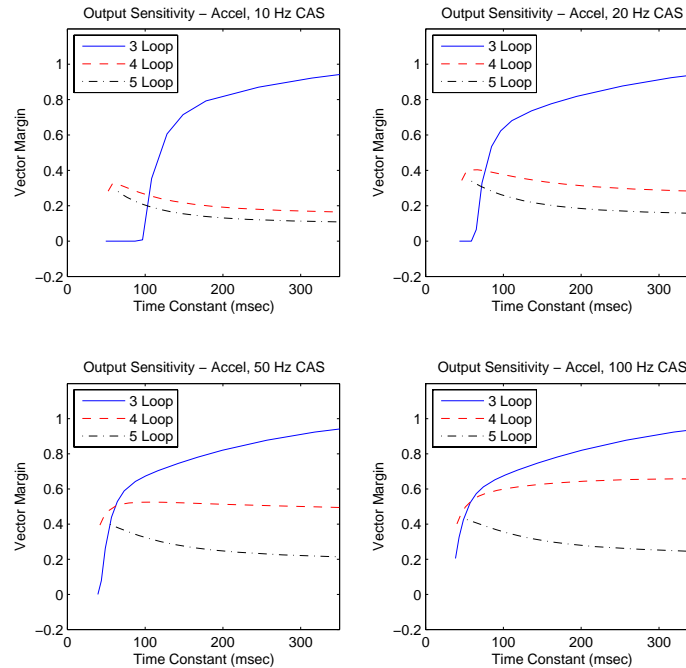 Output Sensitivity − Accel, 10 Hz CAS
3 Loop
4 Loop
5 Loop
1
0.8
0.6
0.4
0.2
0
−0.2
Vector Margin
0 100 200 300
Time Constant (msec)
Output Sensitivity − Accel, 20 Hz CAS
3 Loop
4 Loop
5 Loop
1
0.8
0.6
0.4
0.2
0
−0.2
Vector Margin
0 100 200 300
Time Constant (msec)
Output Sensitivity − Accel, 50 Hz CAS
3 Loop
4 Loop
5 Loop
1
0.8
0.6
0.4
0.2
0
−0.2
Vector Margin
0 100 200 300
Time Constant (msec)
Output Sensitivity − Accel, 100 Hz CAS
3 Loop
4 Loop
5 Loop
1
0.8
0.6
0.4
0.2
0
−0.2
Vector Margin
0 100 200 300
Time Constant (msec)